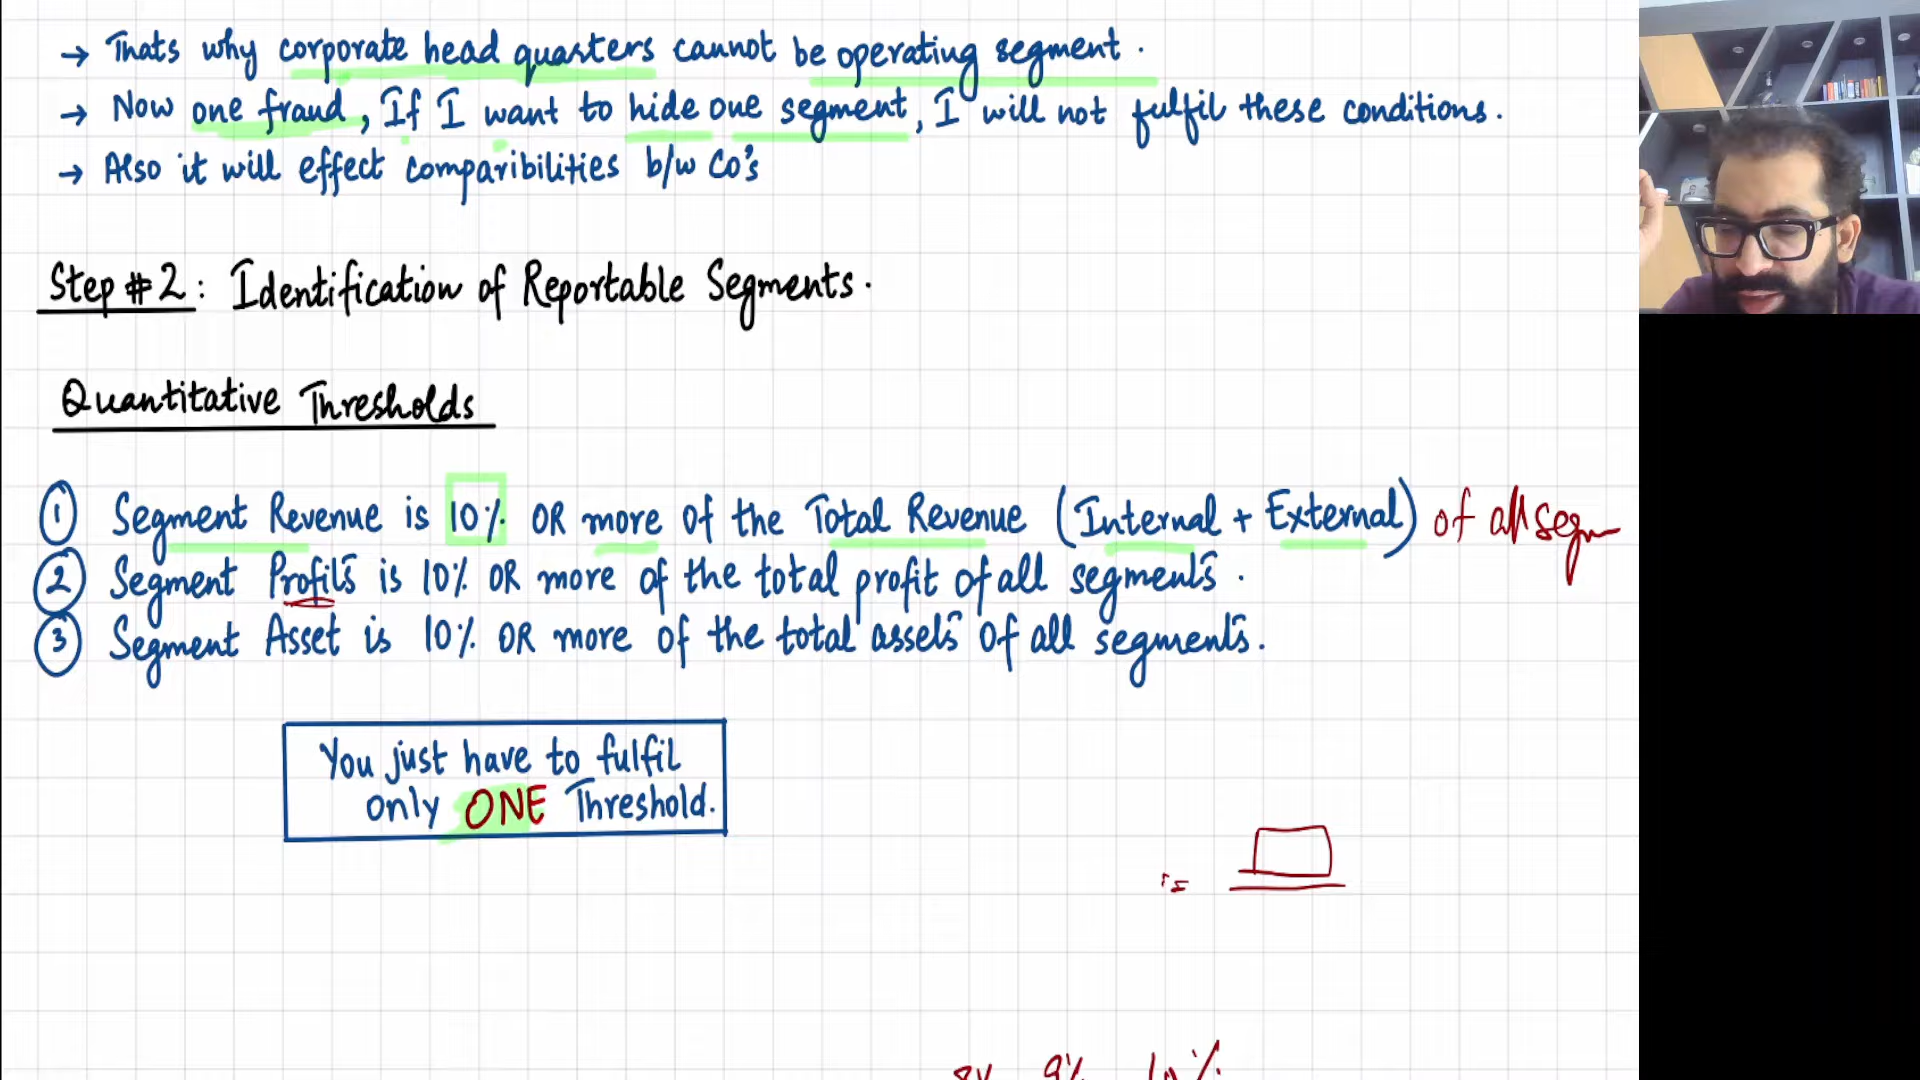 → Thats why corporate head quarters cannot be operating segment.
→ Now one fraud, If I want to hide one segment, I will not fulfil these conditions.
→ Also it will effect comparibilities b/w Co's
Step #2: Identification of Reportable Segments.
Quantitative Thresholds
① Segment Revenue is 10% OR more of the Total Revenue (Internal + External) of all segm
② Segment Profits is 10% OR more of the total profit of all segments.
③ Segment Asset is 10% OR more of the total assets of all segments.
You just have to fulfil
only ONE Threshold.
9% 10%